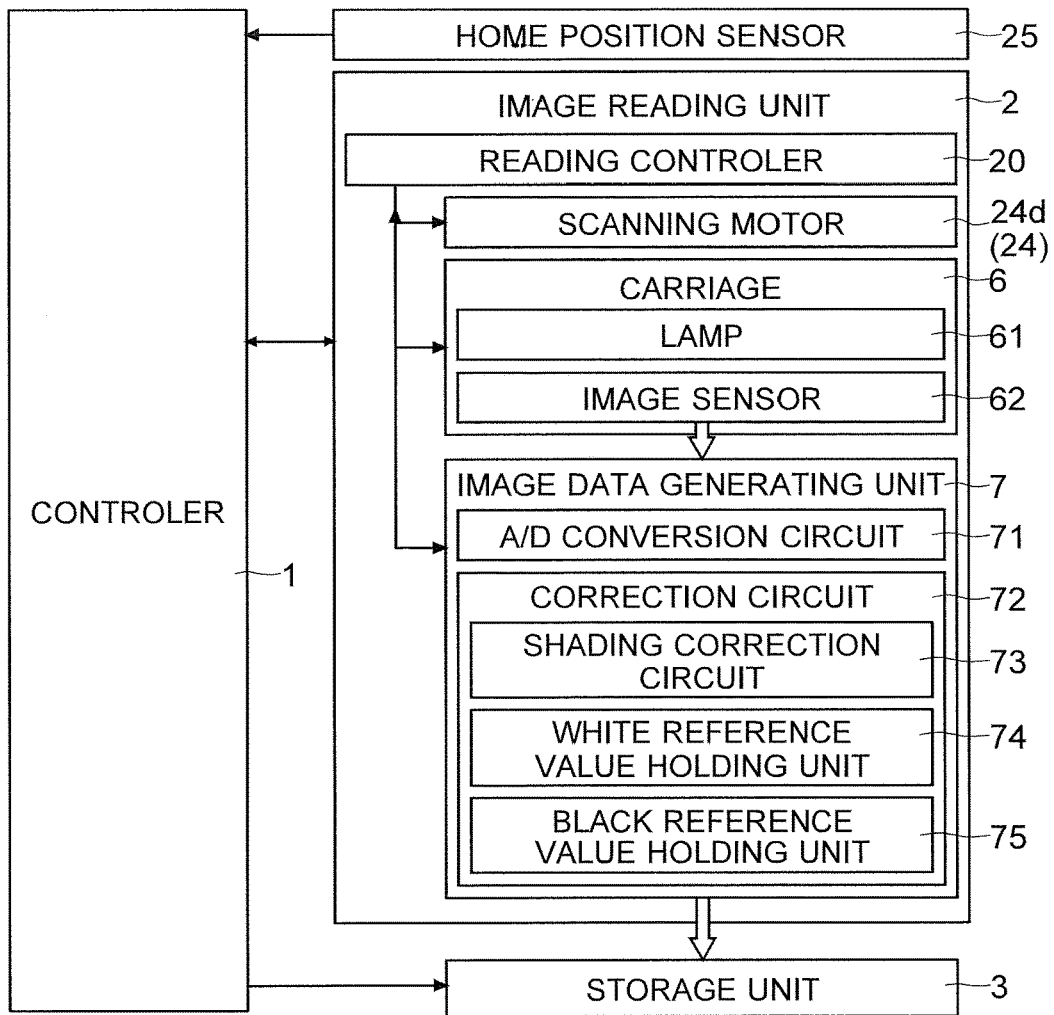 HOME POSITION SENSOR 25
IMAGE READING UNIT 2
READING CONTROLER 20
SCANNING MOTOR 24d
(24)
CARRIAGE 6
LAMP 61
IMAGE SENSOR 62
IMAGE DATA GENERATING UNIT 7
CONTROLER
A/D CONVERSION CIRCUIT 71
1
CORRECTION CIRCUIT 72
SHADING CORRECTION
CIRCUIT 73
WHITE REFERENCE
VALUE HOLDING UNIT 74
BLACK REFERENCE
VALUE HOLDING UNIT 75
STORAGE UNIT 3